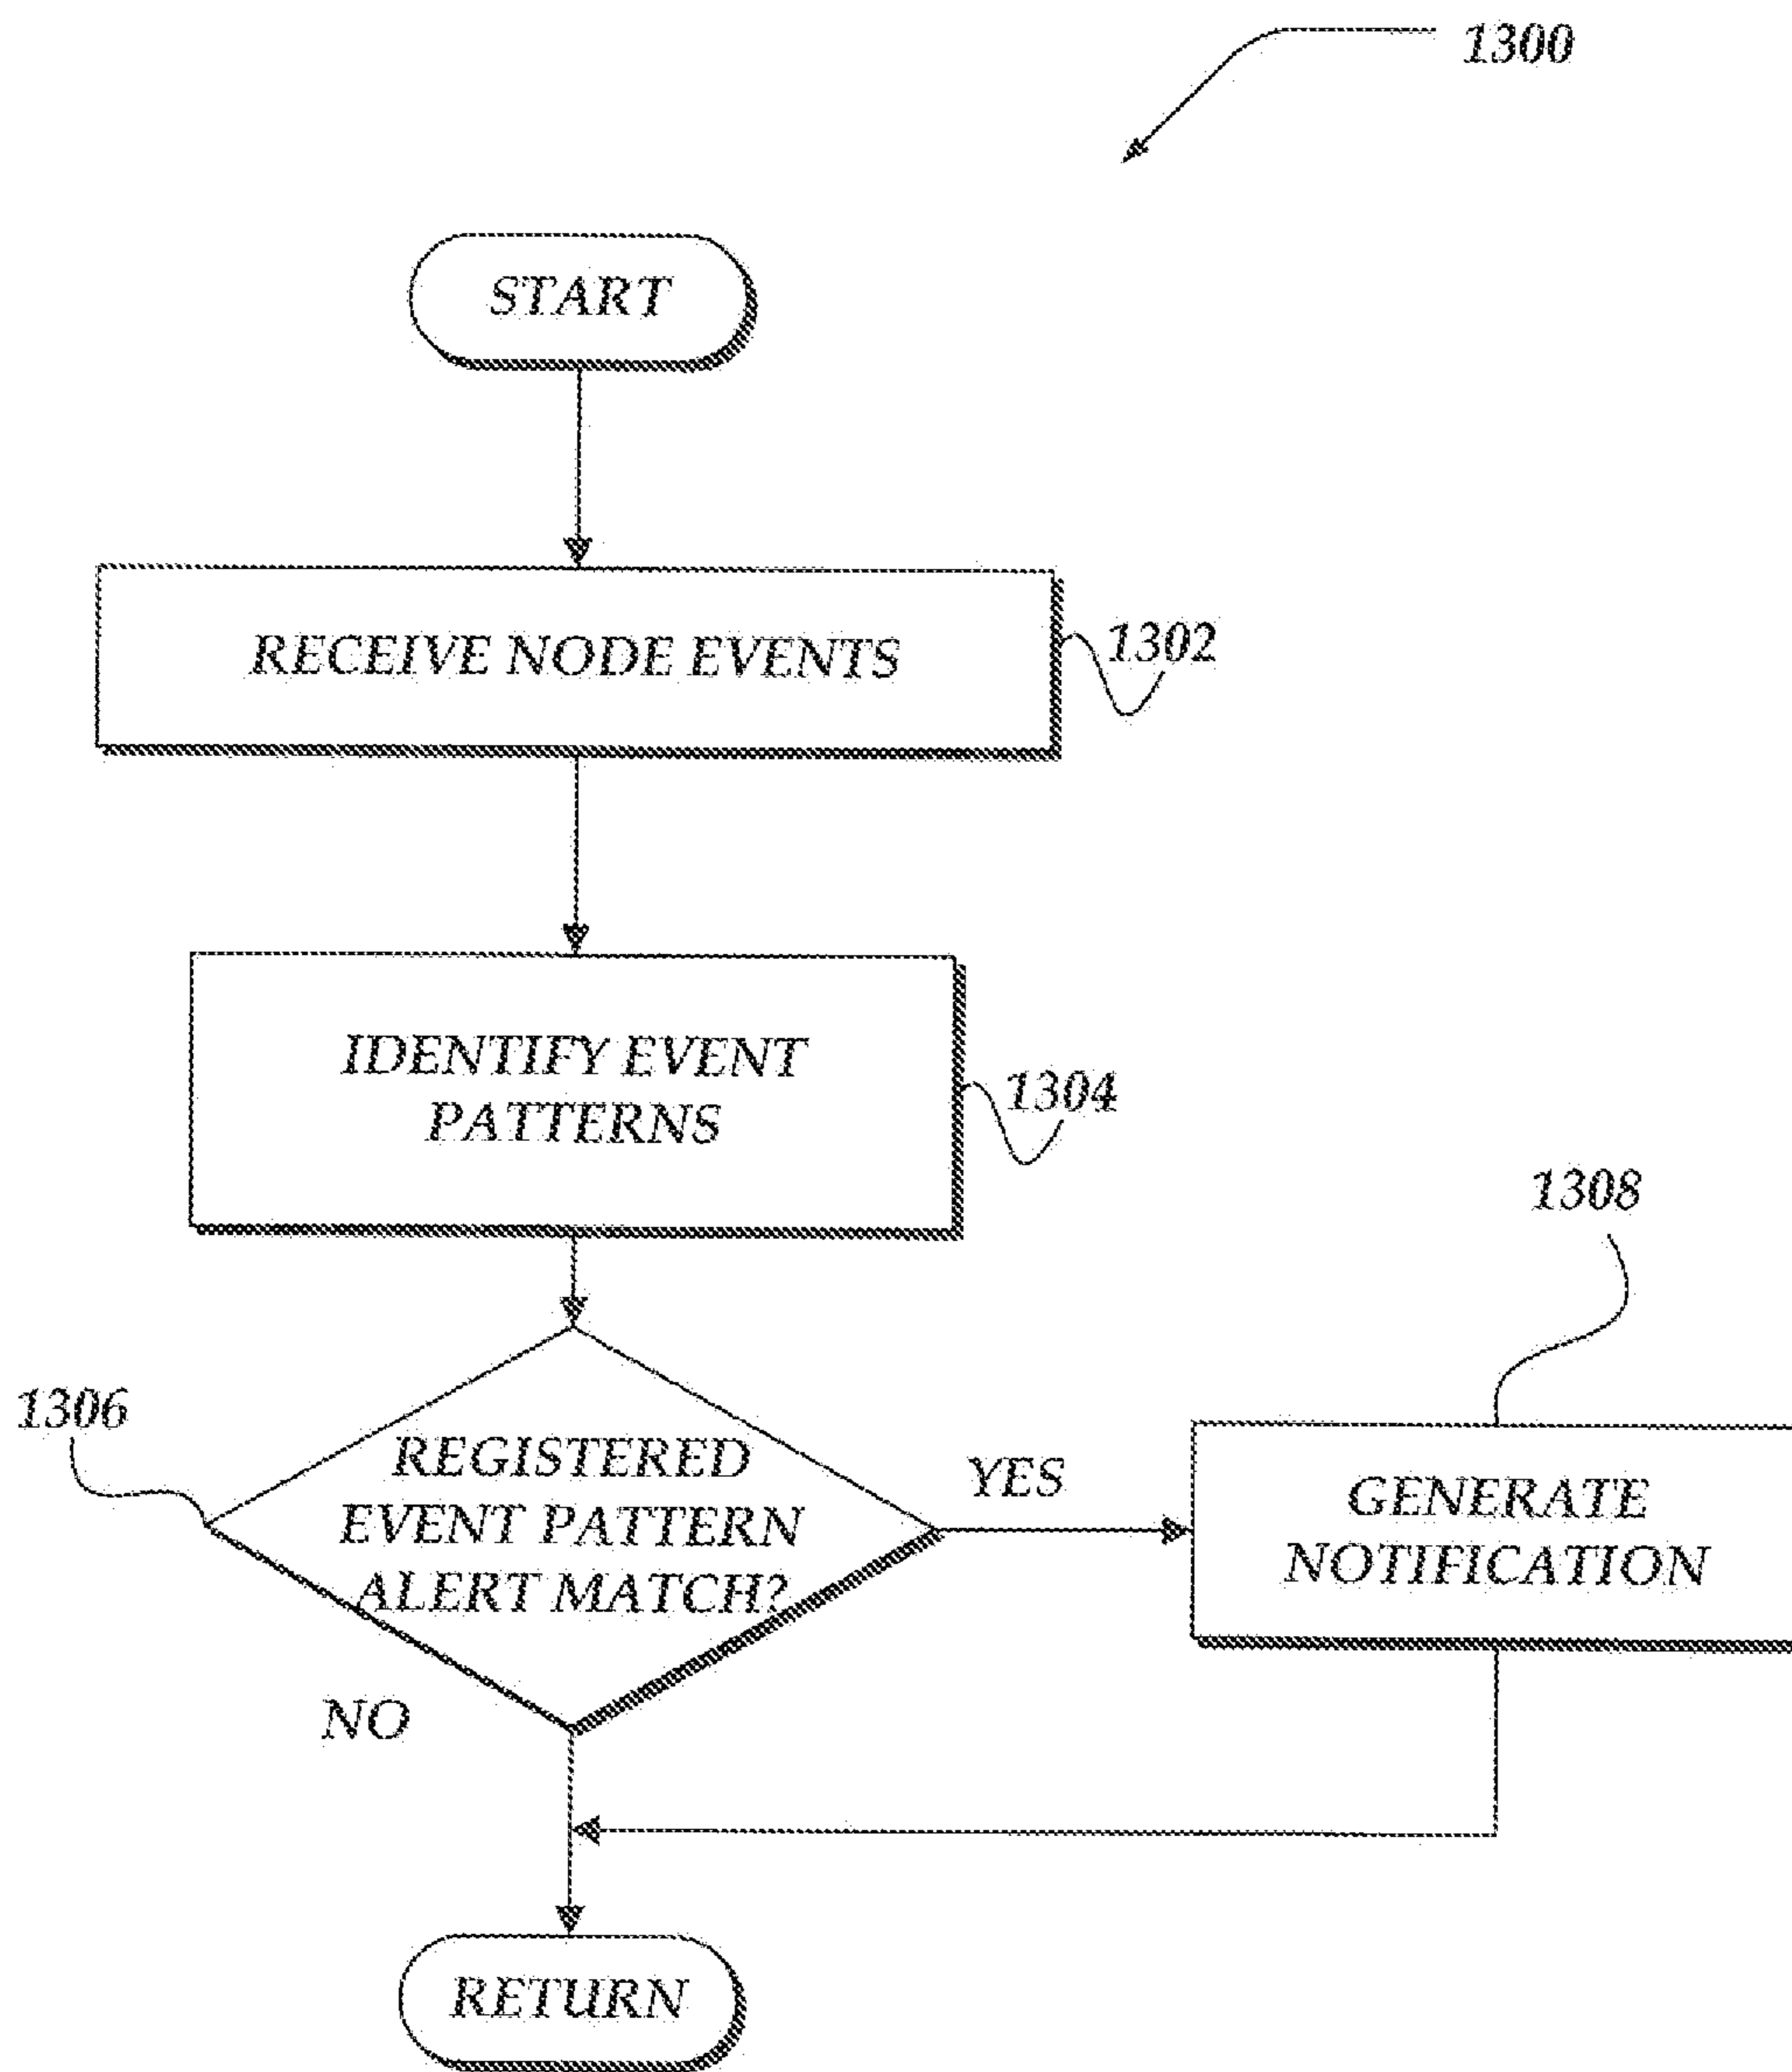 1300
START
RECEIVE NODE EVENTS
1302
IDENTIFY EVENT
PATTERNS
1304
1308
1306
REGISTERED
EVENT PATTERN
ALERT MATCH?
YES
GENERATE
NOTIFICATION
NO
RETURN